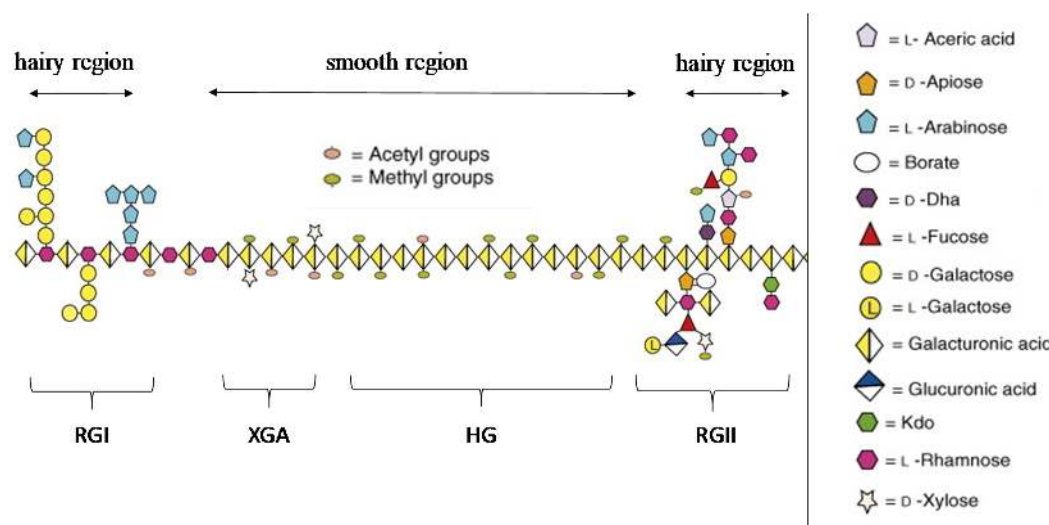 hairy region
smooth region
hairy region
= Acetyl groups
= Methyl groups
L
RGI
XGA
HG
RGII
= L- Aceric acid
= D -Apiose
= L -Arabinose
= Borate
= D -Dha
= L -Fucose
= D -Galactose
L = L -Galactose
= Galacturonic acid
= Glucuronic acid
= Kdo
= L -Rhamnose
= D -Xylose